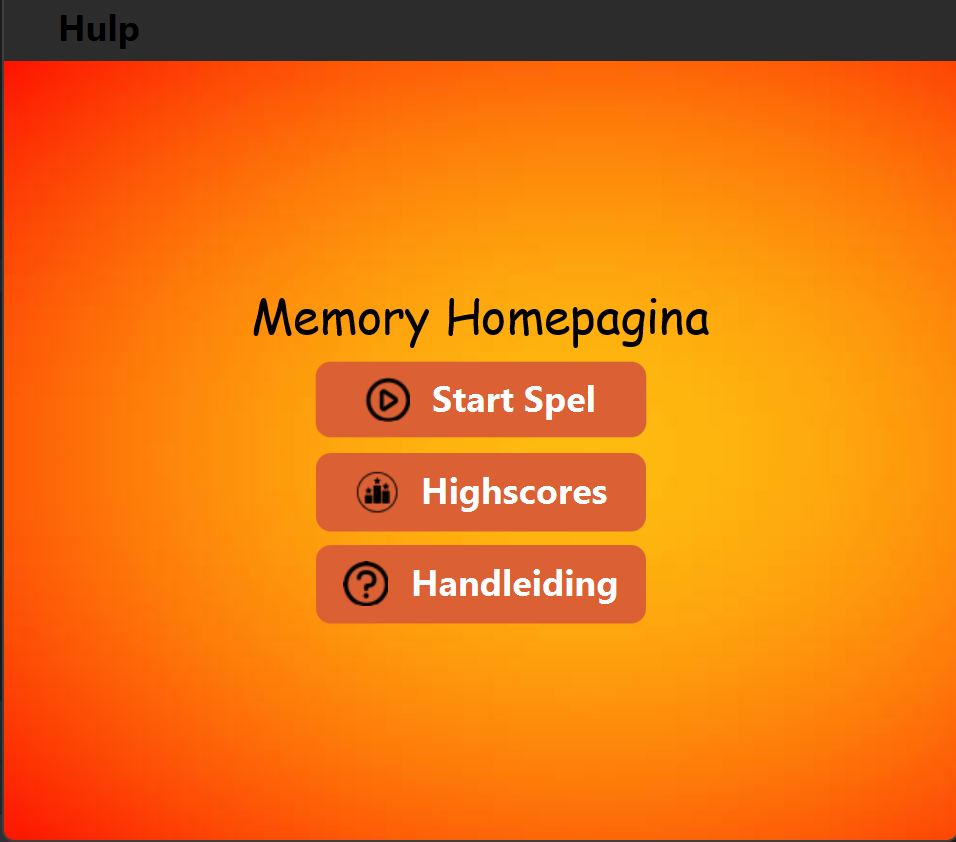 Hulp
Memory Homepagina
Start Spel
Highscores
Handleiding